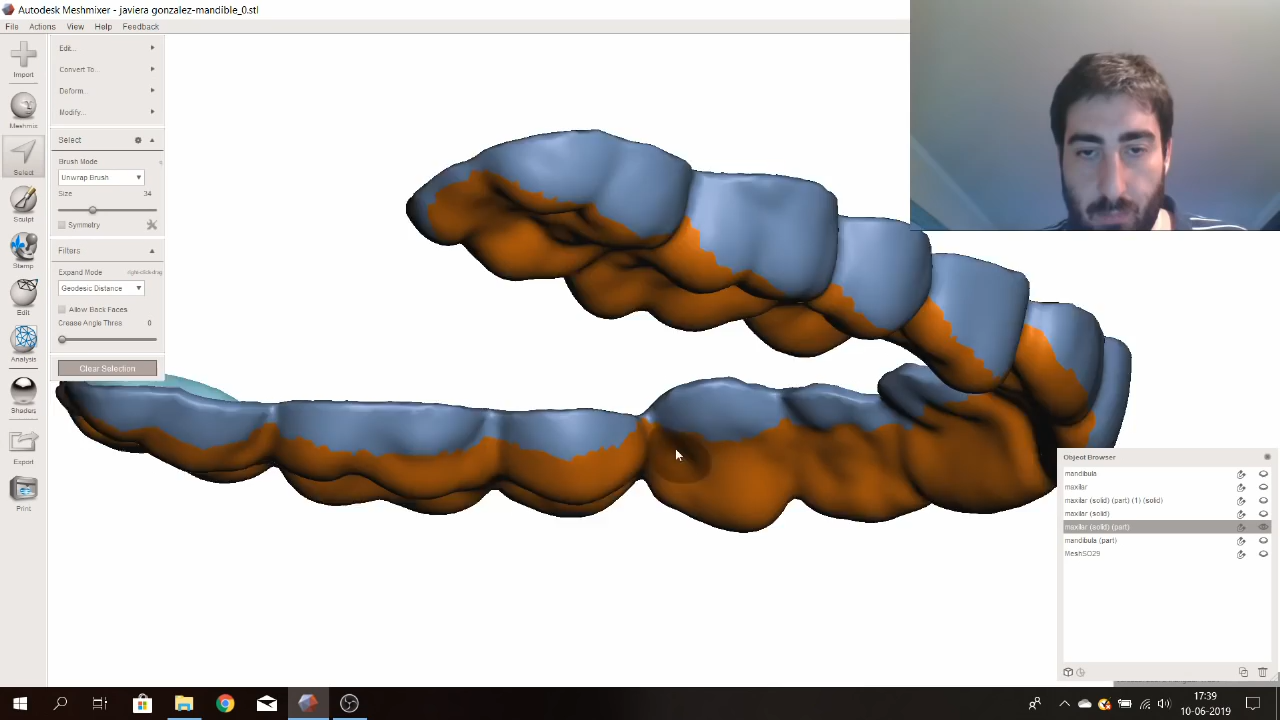 Autodesk Meshmixer - javiera gonzalez-mandible_0.stl
File Actions View Help Feedback
Import
Meshmix
Select
Sculpt
Stamp
Edit
Analysis
Shaders
Export
Print
Edit...
Convert To...
Deform...
Modify...
Select
Brush Mode
Unwrap Brush
Size 34
Symmetry
Filters
Expand Mode right-click/drag
Geodesic Distance
Allow Back Faces
Crease Angle Thres 0
Clear Selection
Object Browser
mandibula
maxilar
maxilar (solid) (part) (1) (solid)
maxilar (solid)
maxilar (solid) (part)
mandibula (part)
MeshSO29
17:39
10-06-2019